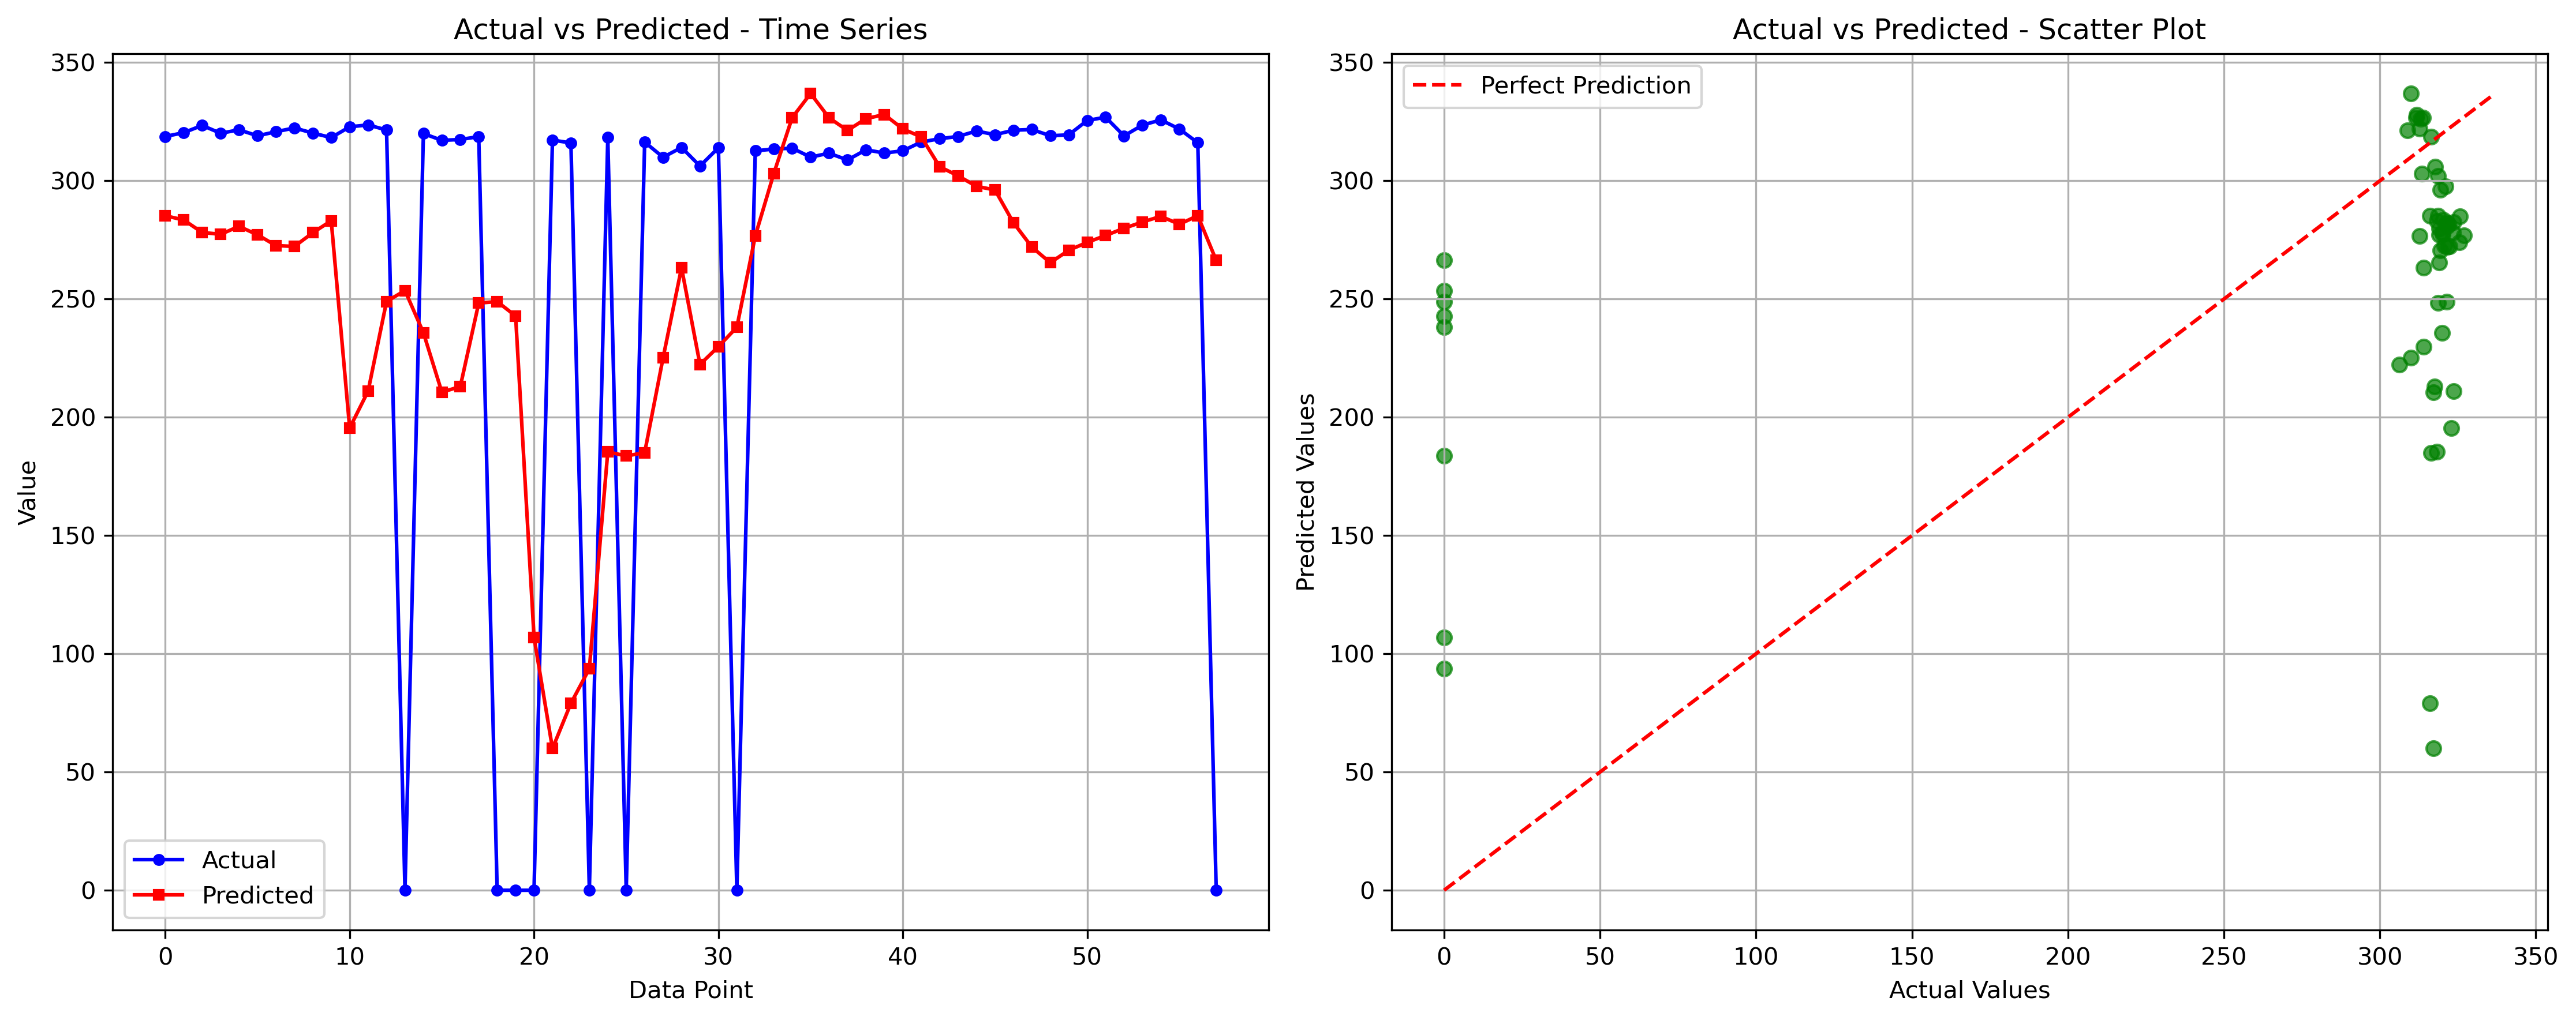 Actual vs Predicted - Time Series
Value
350
300
250
200
150
100
50
0
Actual
Predicted
0 10 20 30 40 50
Data Point
Actual vs Predicted - Scatter Plot
Predicted Values
350
300
250
200
150
100
50
0
Perfect Prediction
0 50 100 150 200 250 300 350
Actual Values